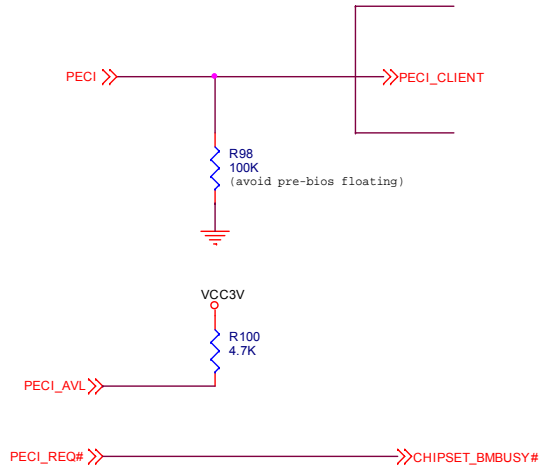 PECI
PECI_CLIENT
R98
100K
(avoid pre-bios floating)
VCC3V
R100
4.7K
PECI_AVL
PECI_REQ#
CHIPSET_BMBUSY#